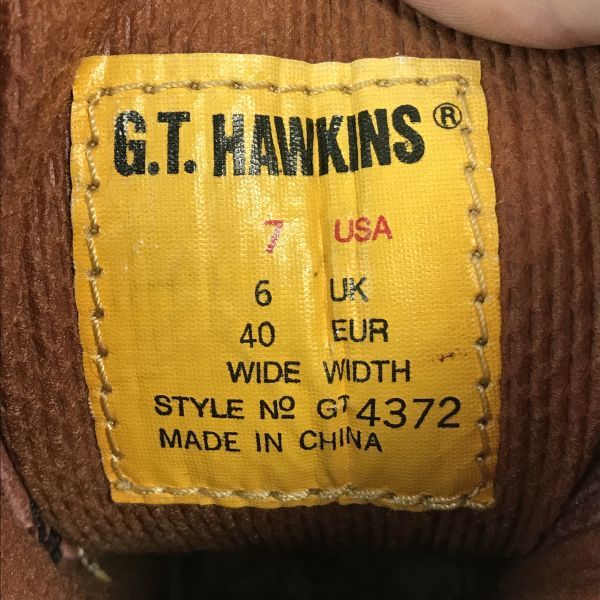 G.T. HAWKINS®
7 USA
6 UK
40 EUR
WIDE WIDTH
STYLE Nº GT 4372
MADE IN CHINA